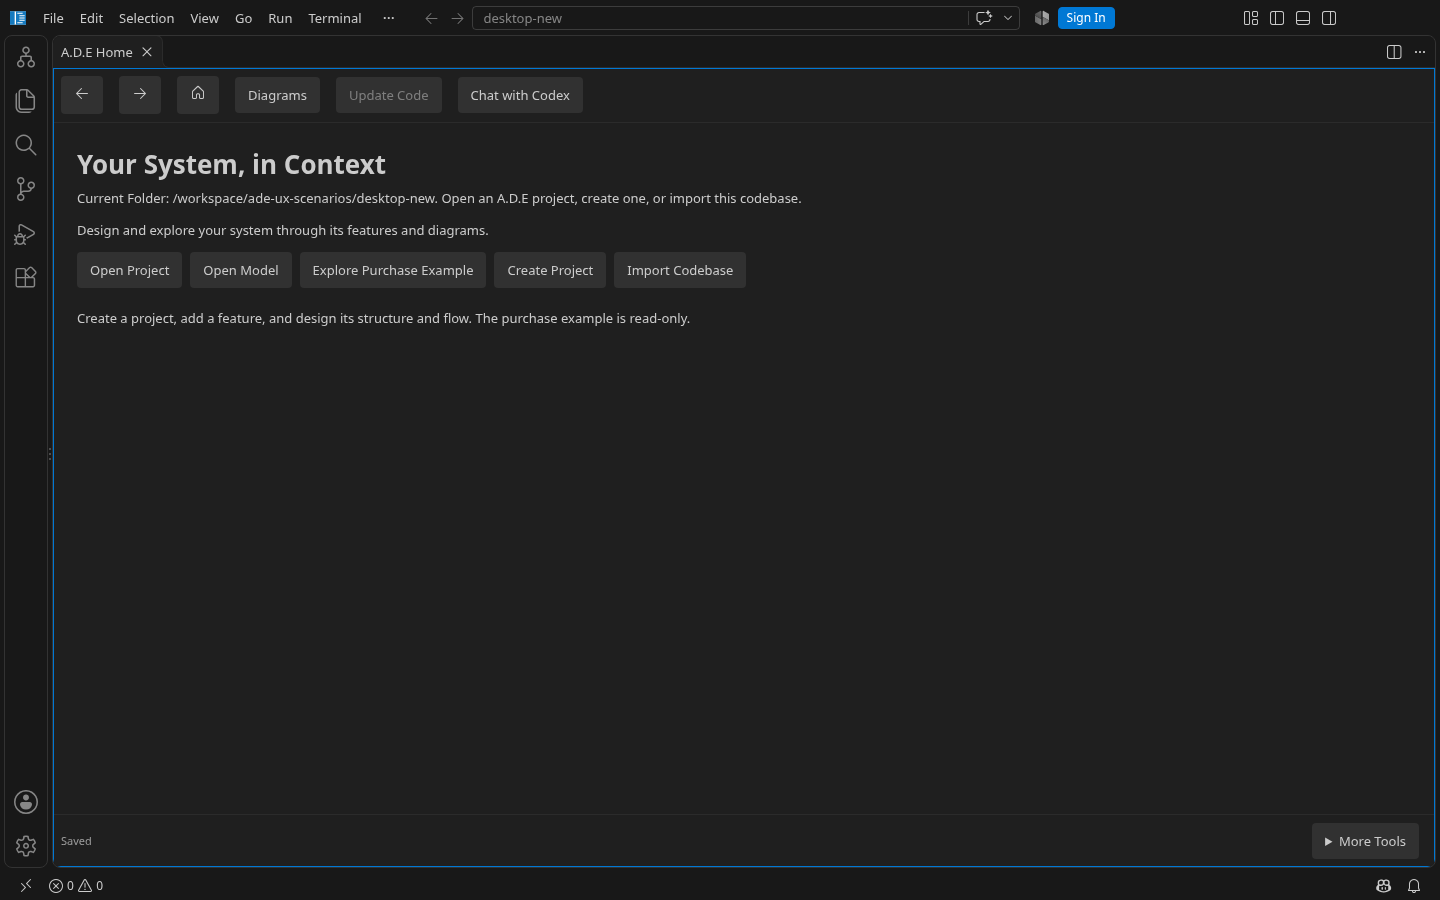 File Edit Selection View Go Run Terminal ··· desktop-new Sign In
A.D.E Home
Diagrams Update Code Chat with Codex
Your System, in Context
Current Folder: /workspace/ade-ux-scenarios/desktop-new. Open an A.D.E project, create one, or import this codebase.
Design and explore your system through its features and diagrams.
Open Project Open Model Explore Purchase Example Create Project Import Codebase
Create a project, add a feature, and design its structure and flow. The purchase example is read-only.
Saved More Tools
0 0